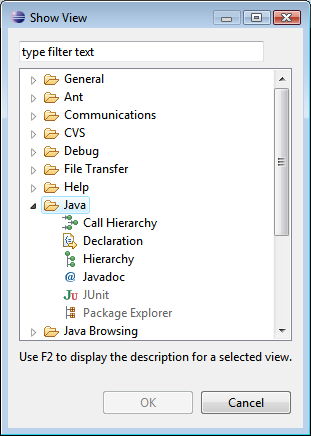 Show View
type filter text
General
Ant
Communications
CVS
Debug
File Transfer
Help
Java
Call Hierarchy
Declaration
Hierarchy
@ Javadoc
Ju JUnit
Package Explorer
Java Browsing
Use F2 to display the description for a selected view.
OK Cancel